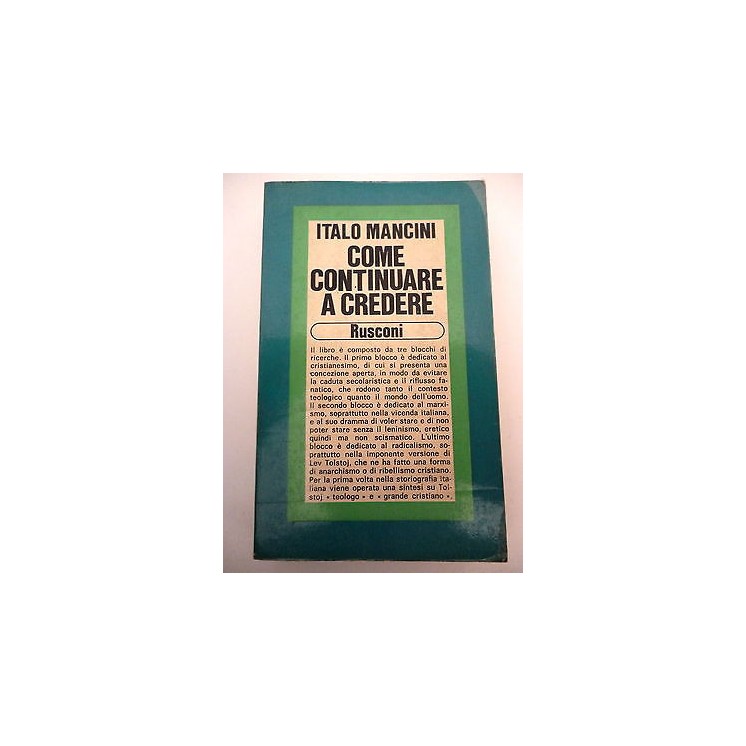 ITALO MANCINI
COME
CONTINUARE
A CREDERE
Rusconi
Il libro è composto da tre blocchi di
ricerche. Il primo blocco è dedicato al
cristianesimo, di cui si presenta una
concezione aperta, in modo da evitare
la caduta secolaristica e il riflusso fa-
natico, che rodono tanto il contesto
teologico quanto il mondo dell'uomo.
Il secondo blocco è dedicato al marxi-
smo, soprattutto nella vicenda italiana,
e al suo dramma di voler stare e di non
poter stare senza il leninismo, eretico
quindi ma non scismatico. L'ultimo
blocco è dedicato al radicalismo, so-
prattutto nella imponente versione di
Lev Tolstoj, che ne ha fatto una forma
di anarchismo o di ribellismo cristiano.
Per la prima volta nella storiografia ita-
liana viene operata una sintesi su Tol-
stoj « teologo » e « grande cristiano ».